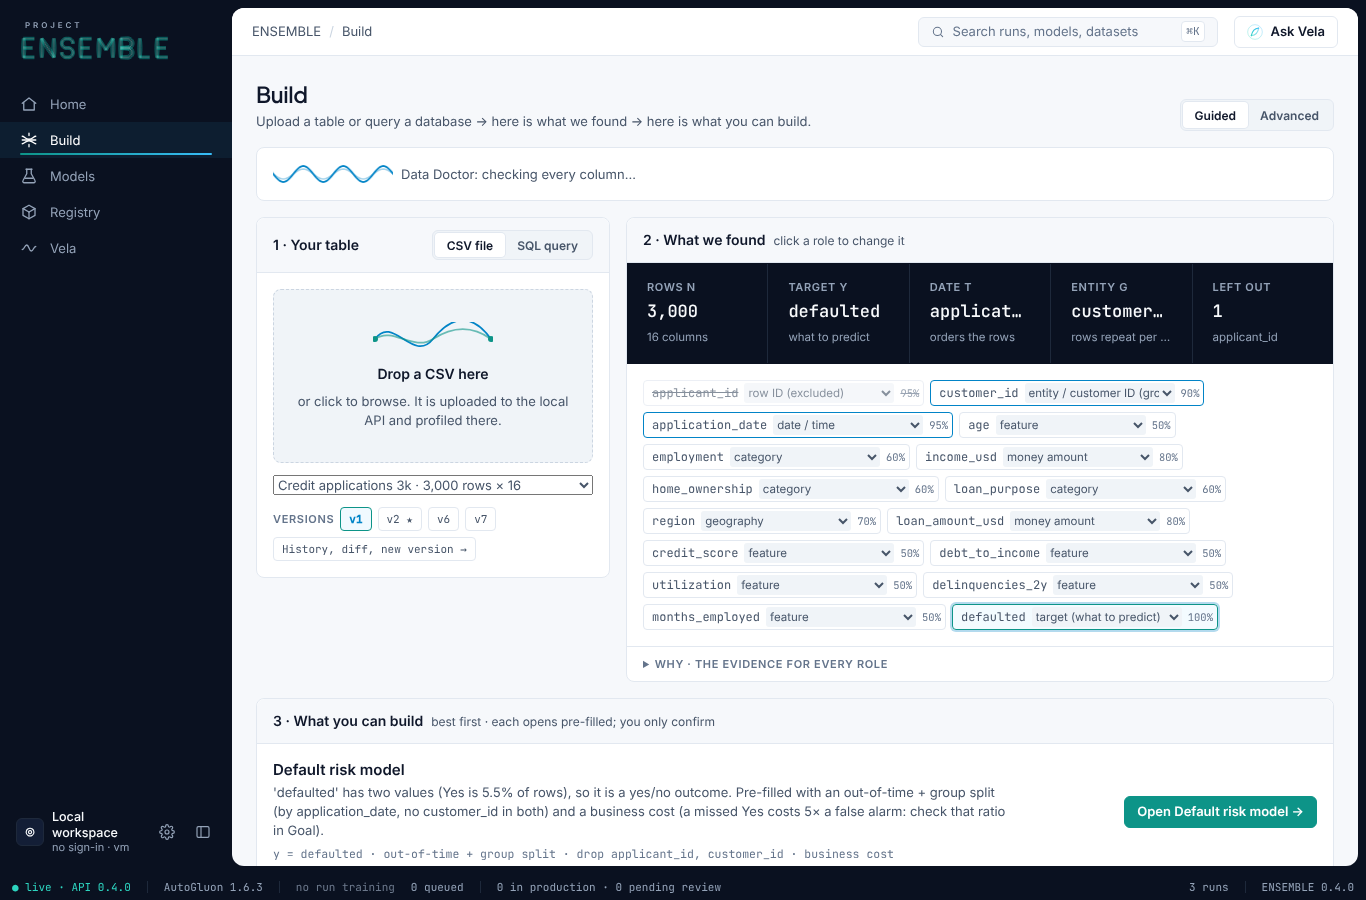 PROJECT
ENSEMBLE
Home
Build
Models
Registry
Vela
Local workspace
no sign-in · vm
ENSEMBLE / Build
Search runs, models, datasets ⌘K
Ask Vela
Build
Upload a table or query a database → here is what we found → here is what you can build.
Guided Advanced
Data Doctor: checking every column...
1 · Your table
CSV file SQL query
Drop a CSV here
or click to browse. It is uploaded to the local
API and profiled there.
Credit applications 3k · 3,000 rows × 16
VERSIONS v1 v2 ★ v6 v7
History, diff, new version →
2 · What we found click a role to change it
ROWS N
3,000
16 columns
TARGET Y
defaulted
what to predict
DATE T
applicat…
orders the rows
ENTITY G
customer…
rows repeat per ...
LEFT OUT
1
applicant_id
applicant_id row ID (excluded) 95%
customer_id entity / customer ID (grc 90%
application_date date / time 95%
age feature 50%
employment category 60%
income_usd money amount 80%
home_ownership category 60%
loan_purpose category 60%
region geography 70%
loan_amount_usd money amount 80%
credit_score feature 50%
debt_to_income feature 50%
utilization feature 50%
delinquencies_2y feature 50%
months_employed feature 50%
defaulted target (what to predict) 100%
▶ WHY · THE EVIDENCE FOR EVERY ROLE
3 · What you can build best first · each opens pre-filled; you only confirm
Default risk model
'defaulted' has two values (Yes is 5.5% of rows), so it is a yes/no outcome. Pre-filled with an out-of-time + group split
(by application_date, no customer_id in both) and a business cost (a missed Yes costs 5× a false alarm: check that ratio
in Goal).
y = defaulted · out-of-time + group split · drop applicant_id, customer_id · business cost
Open Default risk model →
● live · API 0.4.0 AutoGluon 1.6.3 no run training 0 queued 0 in production · 0 pending review 3 runs ENSEMBLE 0.4.0